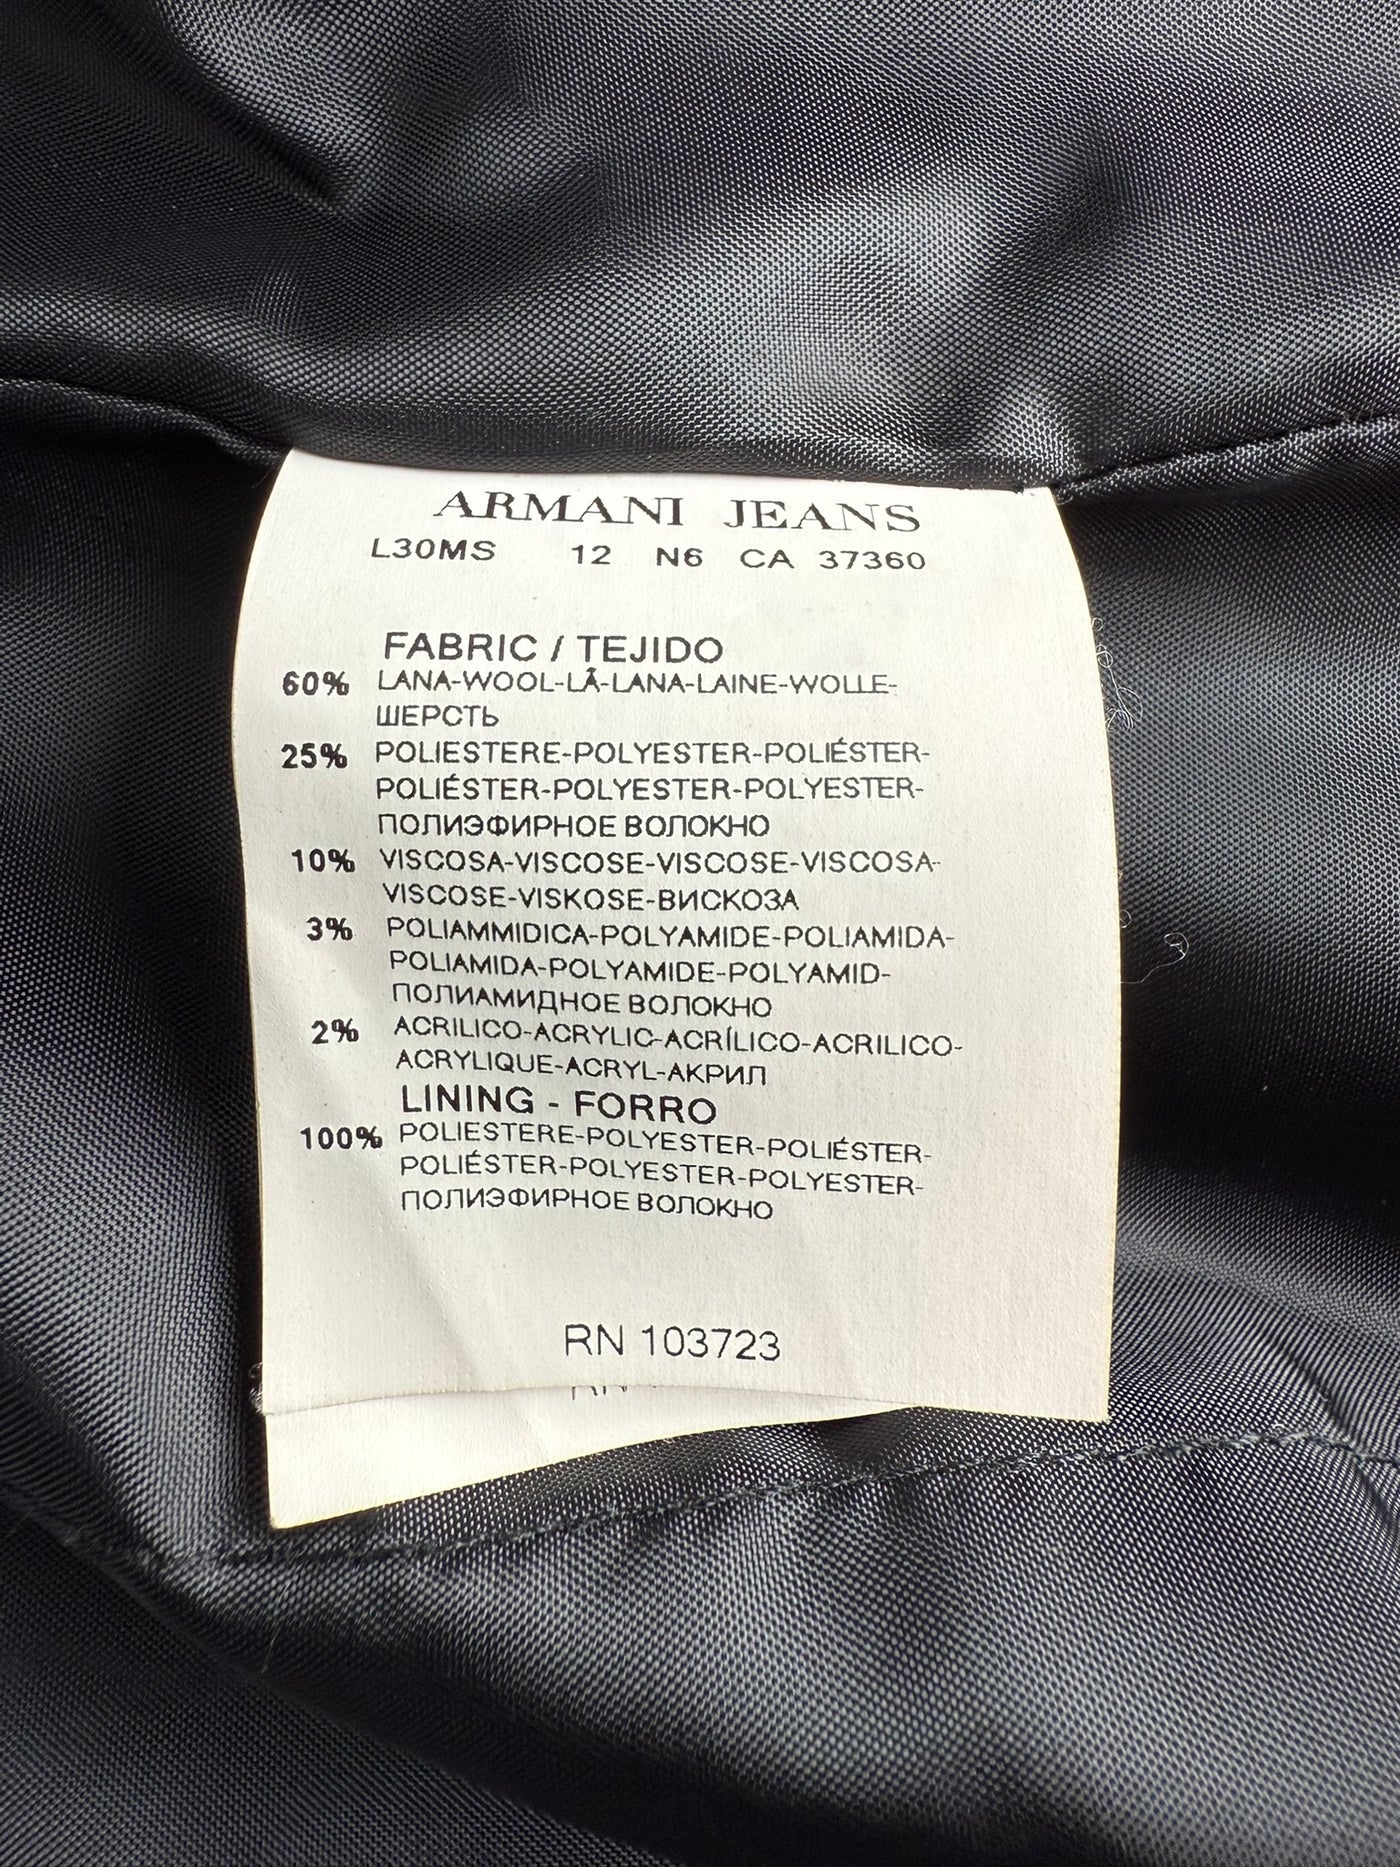 ARMANI JEANS
L30MS 12 N6 CA 37360
FABRIC / TEJIDO
60% LANA-WOOL-LÃ-LANA-LAINE-WOLLE-
ШЕРСТЬ
25% POLIESTERE-POLYESTER-POLIÉSTER-
POLIÉSTER-POLYESTER-POLYESTER-
ПОЛИЭФИРНОЕ ВОЛОКНО
10% VISCOSA-VISCOSE-VISCOSE-VISCOSA-
VISCOSE-VISKOSE-ВИСКОЗА
3% POLIAMMIDICA-POLYAMIDE-POLIAMIDA-
POLIAMIDA-POLYAMIDE-POLYAMID-
ПОЛИАМИДНОЕ ВОЛОКНО
2% ACRILICO-ACRYLIC-ACRÍLICO-ACRILICO-
ACRYLIQUE-ACRYL-АКРИЛ
LINING - FORRO
100% POLIESTERE-POLYESTER-POLIÉSTER-
POLIÉSTER-POLYESTER-POLYESTER-
ПОЛИЭФИРНОЕ ВОЛОКНО
RN 103723